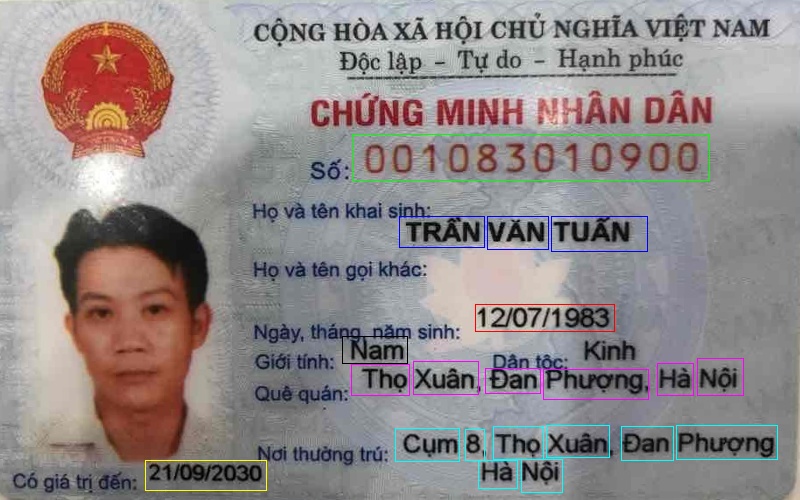 CỘNG HÒA XÃ HỘI CHỦ NGHĨA VIỆT NAM
Độc lập - Tự do - Hạnh phúc
CHỨNG MINH NHÂN DÂN
Số: 001083010900
Họ và tên khai sinh:
TRẦN VĂN TUẤN
Họ và tên gọi khác:
Ngày, tháng, năm sinh: 12/07/1983
Giới tính: Nam Dân tộc: Kinh
Quê quán: Thọ Xuân, Đan Phượng, Hà Nội
Nơi thường trú: Cụm 8, Thọ Xuân, Đan Phượng
Hà Nội
Có giá trị đến: 21/09/2030